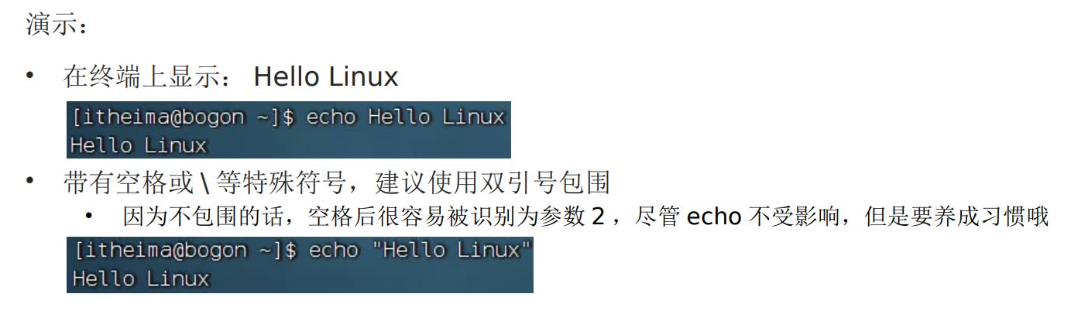 演示：
• 在终端上显示： Hello Linux
[itheima@bogon ~]$ echo Hello Linux
Hello Linux
• 带有空格或 \ 等特殊符号，建议使用双引号包围
• 因为不包围的话，空格后很容易被识别为参数 2 ，尽管 echo 不受影响，但是要养成习惯哦
[itheima@bogon ~]$ echo "Hello Linux"
Hello Linux